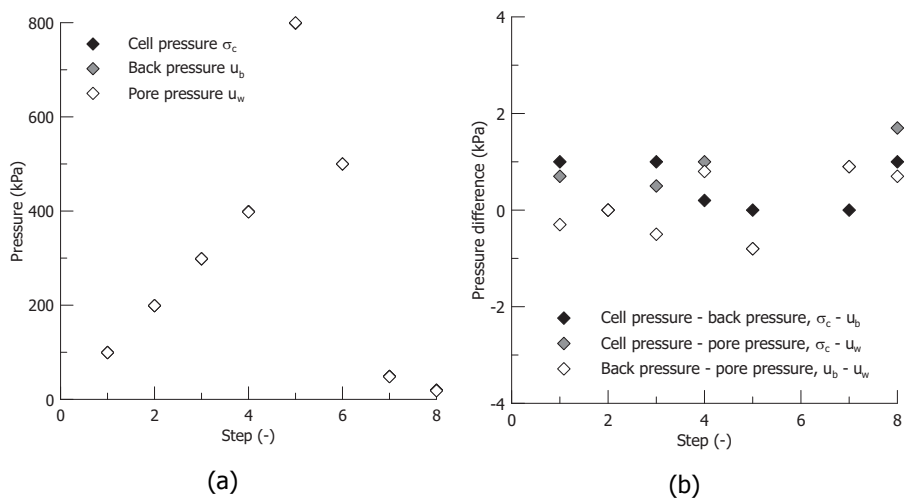 800
600
400
200
0
Pressure (kPa)
Cell pressure σc
Back pressure ub
Pore pressure uw
0 2 4 6 8
Step (-)
(a)
4
2
0
-2
-4
Pressure difference (kPa)
Cell pressure - back pressure, σc - ub
Cell pressure - pore pressure, σc - uw
Back pressure - pore pressure, ub - uw
0 2 4 6 8
Step (-)
(b)